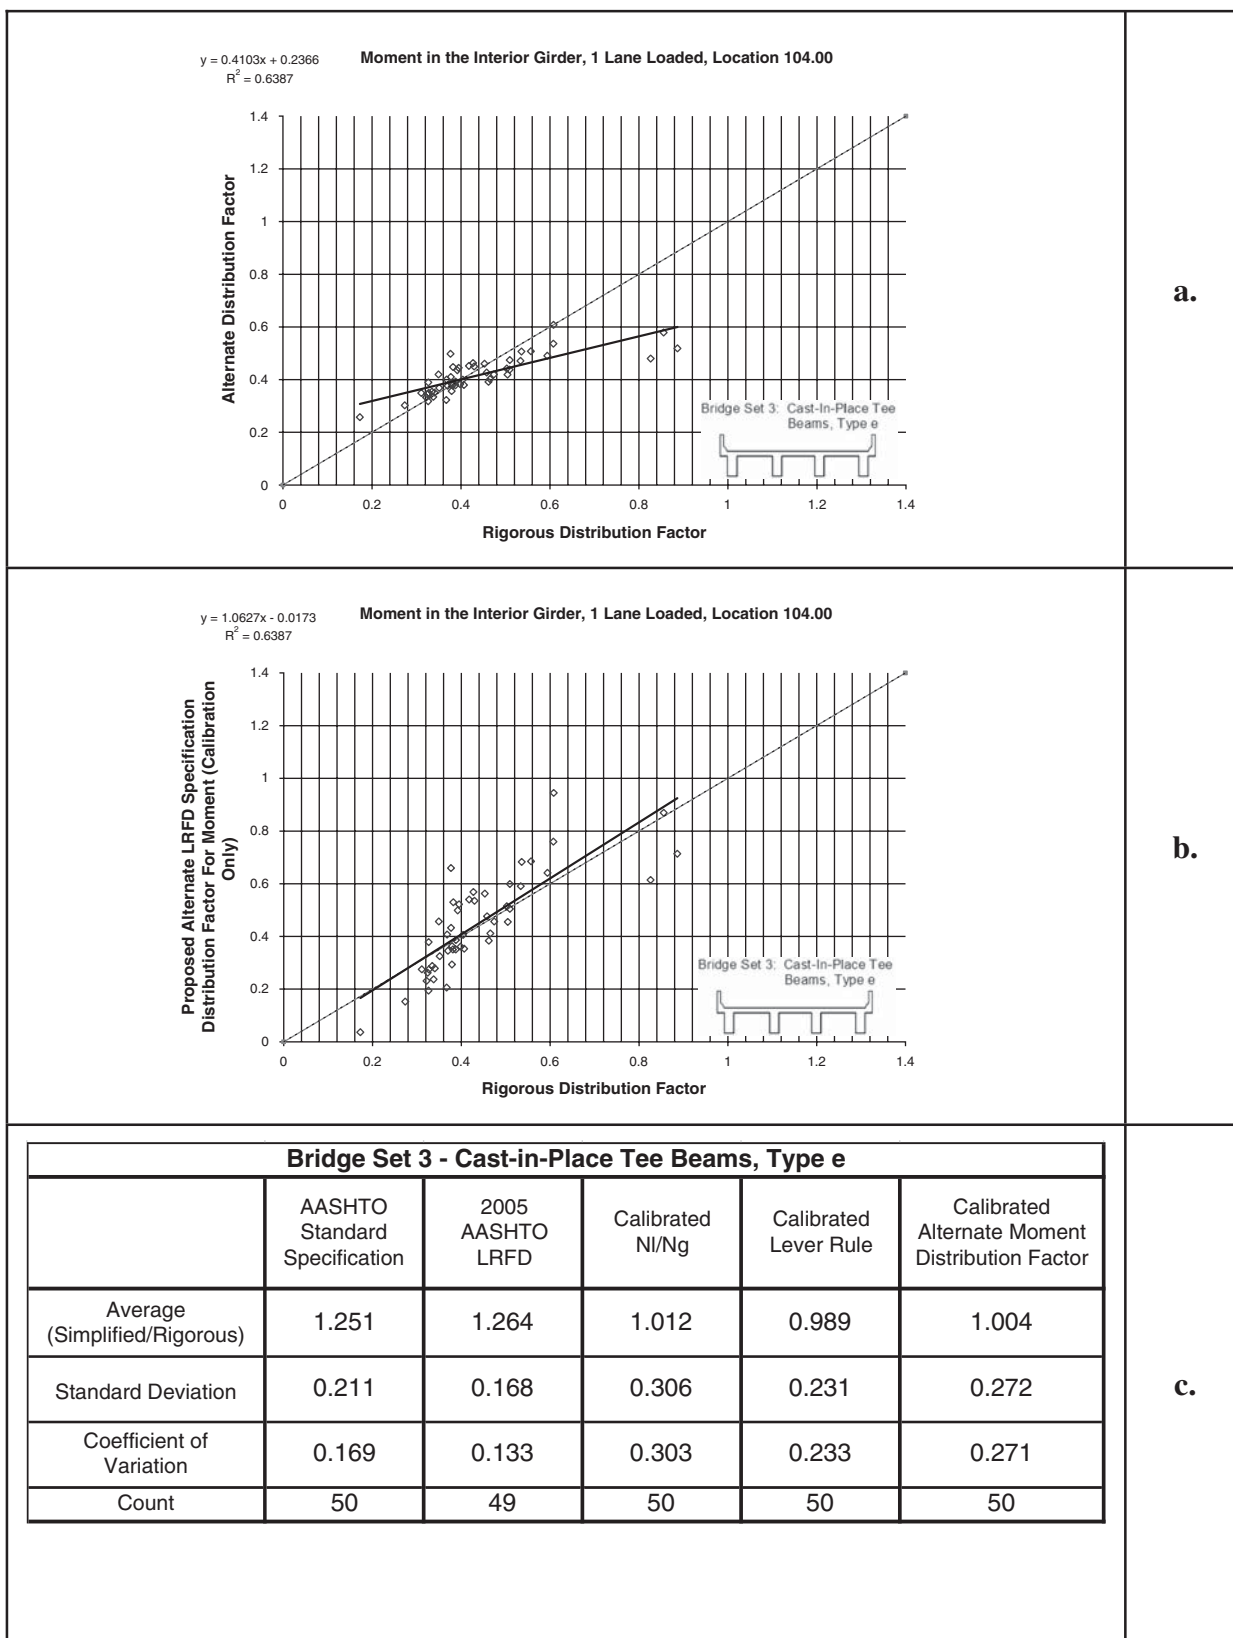 y = 0.4103x + 0.2366
R² = 0.6387
Moment in the Interior Girder, 1 Lane Loaded, Location 104.00
Alternate Distribution Factor
1.4
1.2
1
0.8
0.6
0.4
0.2
0
0 0.2 0.4 0.6 0.8 1 1.2 1.4
Rigorous Distribution Factor
Bridge Set 3: Cast-In-Place Tee
Beams, Type e
a.
y = 1.0627x - 0.0173
R² = 0.6387
Moment in the Interior Girder, 1 Lane Loaded, Location 104.00
Proposed Alternate LRFD Specification
Distribution Factor For Moment (Calibration
Only)
1.4
1.2
1
0.8
0.6
0.4
0.2
0
0 0.2 0.4 0.6 0.8 1 1.2 1.4
Rigorous Distribution Factor
Bridge Set 3: Cast-In-Place Tee
Beams, Type e
b.
Bridge Set 3 - Cast-in-Place Tee Beams, Type e
AASHTO
Standard
Specification
2005
AASHTO
LRFD
Calibrated
Nl/Ng
Calibrated
Lever Rule
Calibrated
Alternate Moment
Distribution Factor
Average
(Simplified/Rigorous)
1.251 1.264 1.012 0.989 1.004
Standard Deviation 0.211 0.168 0.306 0.231 0.272
Coefficient of
Variation
0.169 0.133 0.303 0.233 0.271
Count 50 49 50 50 50
c.